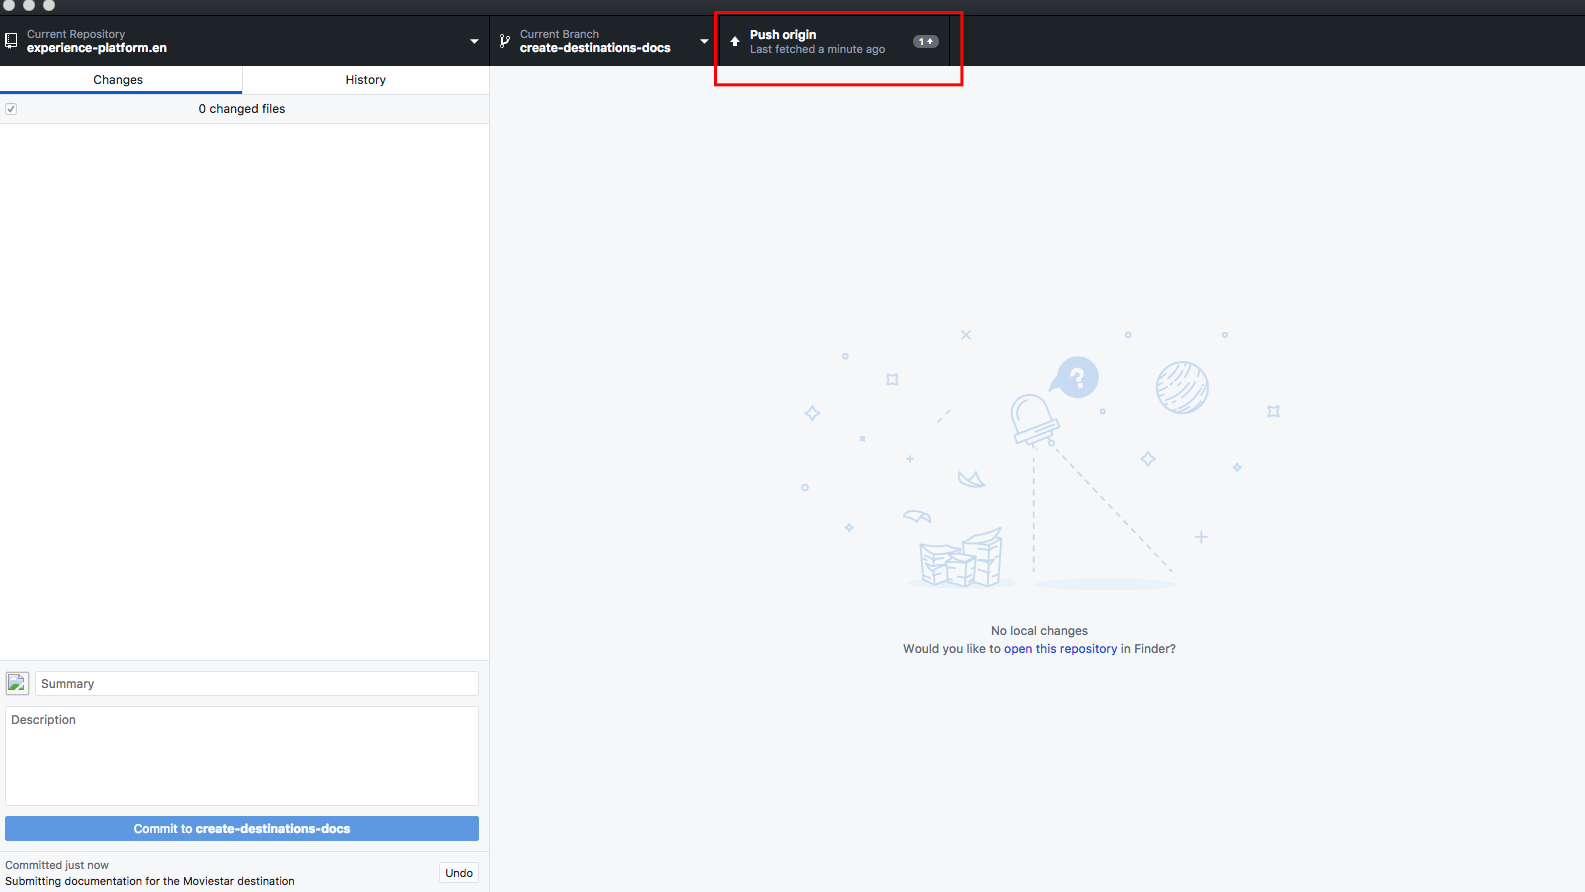 Current Repository
experience-platform.en
Current Branch
create-destinations-docs
Push origin
Last fetched a minute ago
1
Changes
History
0 changed files
?
No local changes
Would you like to open this repository in Finder?
Summary
Description
Commit to create-destinations-docs
Committed just now
Submitting documentation for the Moviestar destination
Undo